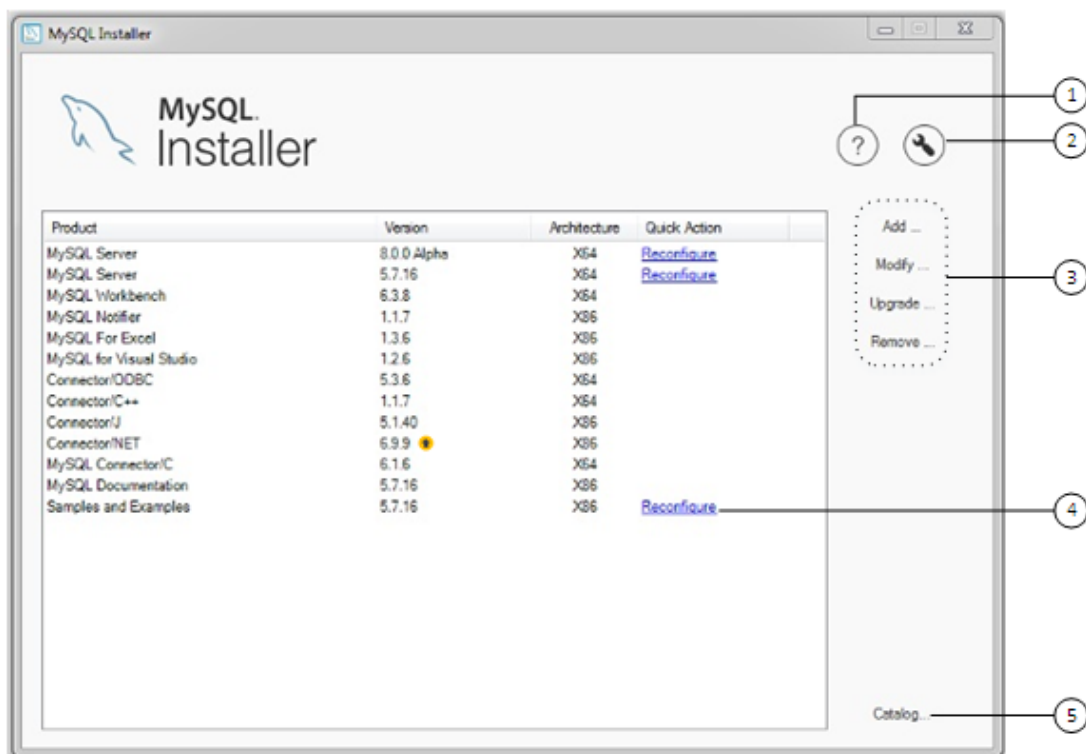 MySQL Installer
1
MySQL.
Installer
?
2
Product Version Architecture Quick Action
Add ...
MySQL Server 8.0.0 Alpha X64 Reconfigure
MySQL Server 5.7.16 X64 Reconfigure
Modify ...
3
MySQL Workbench 6.3.8 X64
MySQL Notifier 1.1.7 X86
Upgrade ...
MySQL For Excel 1.3.6 X86
Remove ...
MySQL for Visual Studio 1.2.6 X86
Connector/ODBC 5.3.6 X64
Connector/C++ 1.1.7 X64
Connector/J 5.1.40 X86
Connector/NET 6.9.9 X86
MySQL Connector/C 6.1.6 X64
MySQL Documentation 5.7.16 X86
Samples and Examples 5.7.16 X86 Reconfigure
4
Catalog...
5